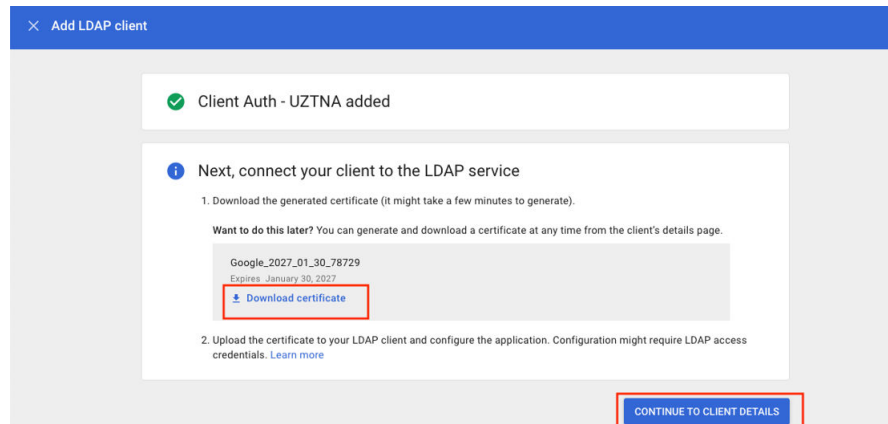 Add LDAP client
Client Auth - UZTNA added
Next, connect your client to the LDAP service
1. Download the generated certificate (it might take a few minutes to generate).
Want to do this later? You can generate and download a certificate at any time from the client's details page.
Google_2027_01_30_78729
Expires January 30, 2027
Download certificate
2. Upload the certificate to your LDAP client and configure the application. Configuration might require LDAP access
credentials. Learn more
CONTINUE TO CLIENT DETAILS